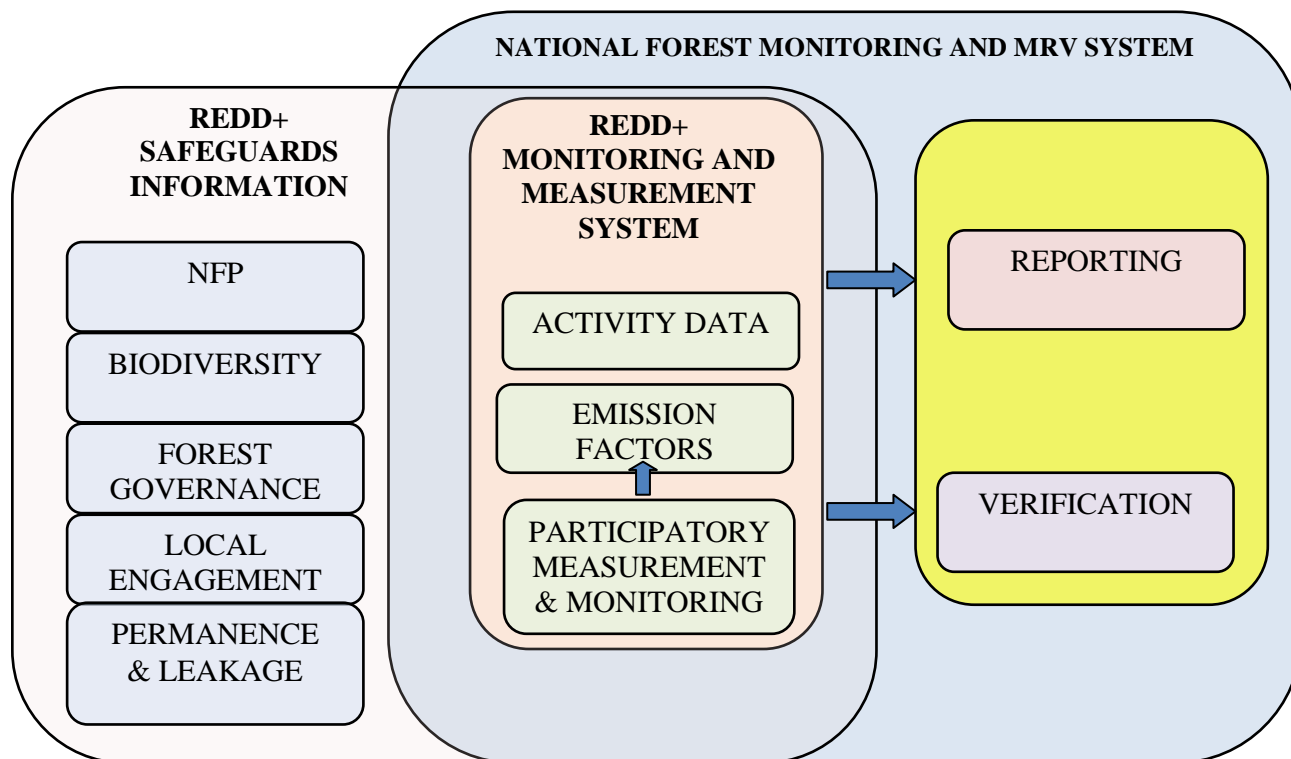 NATIONAL FOREST MONITORING AND MRV SYSTEM
REDD+
SAFEGUARDS
INFORMATION
NFP
BIODIVERSITY
FOREST
GOVERNANCE
LOCAL
ENGAGEMENT
PERMANENCE
& LEAKAGE
REDD+
MONITORING AND
MEASUREMENT
SYSTEM
ACTIVITY DATA
EMISSION
FACTORS
PARTICIPATORY
MEASUREMENT
& MONITORING
REPORTING
VERIFICATION